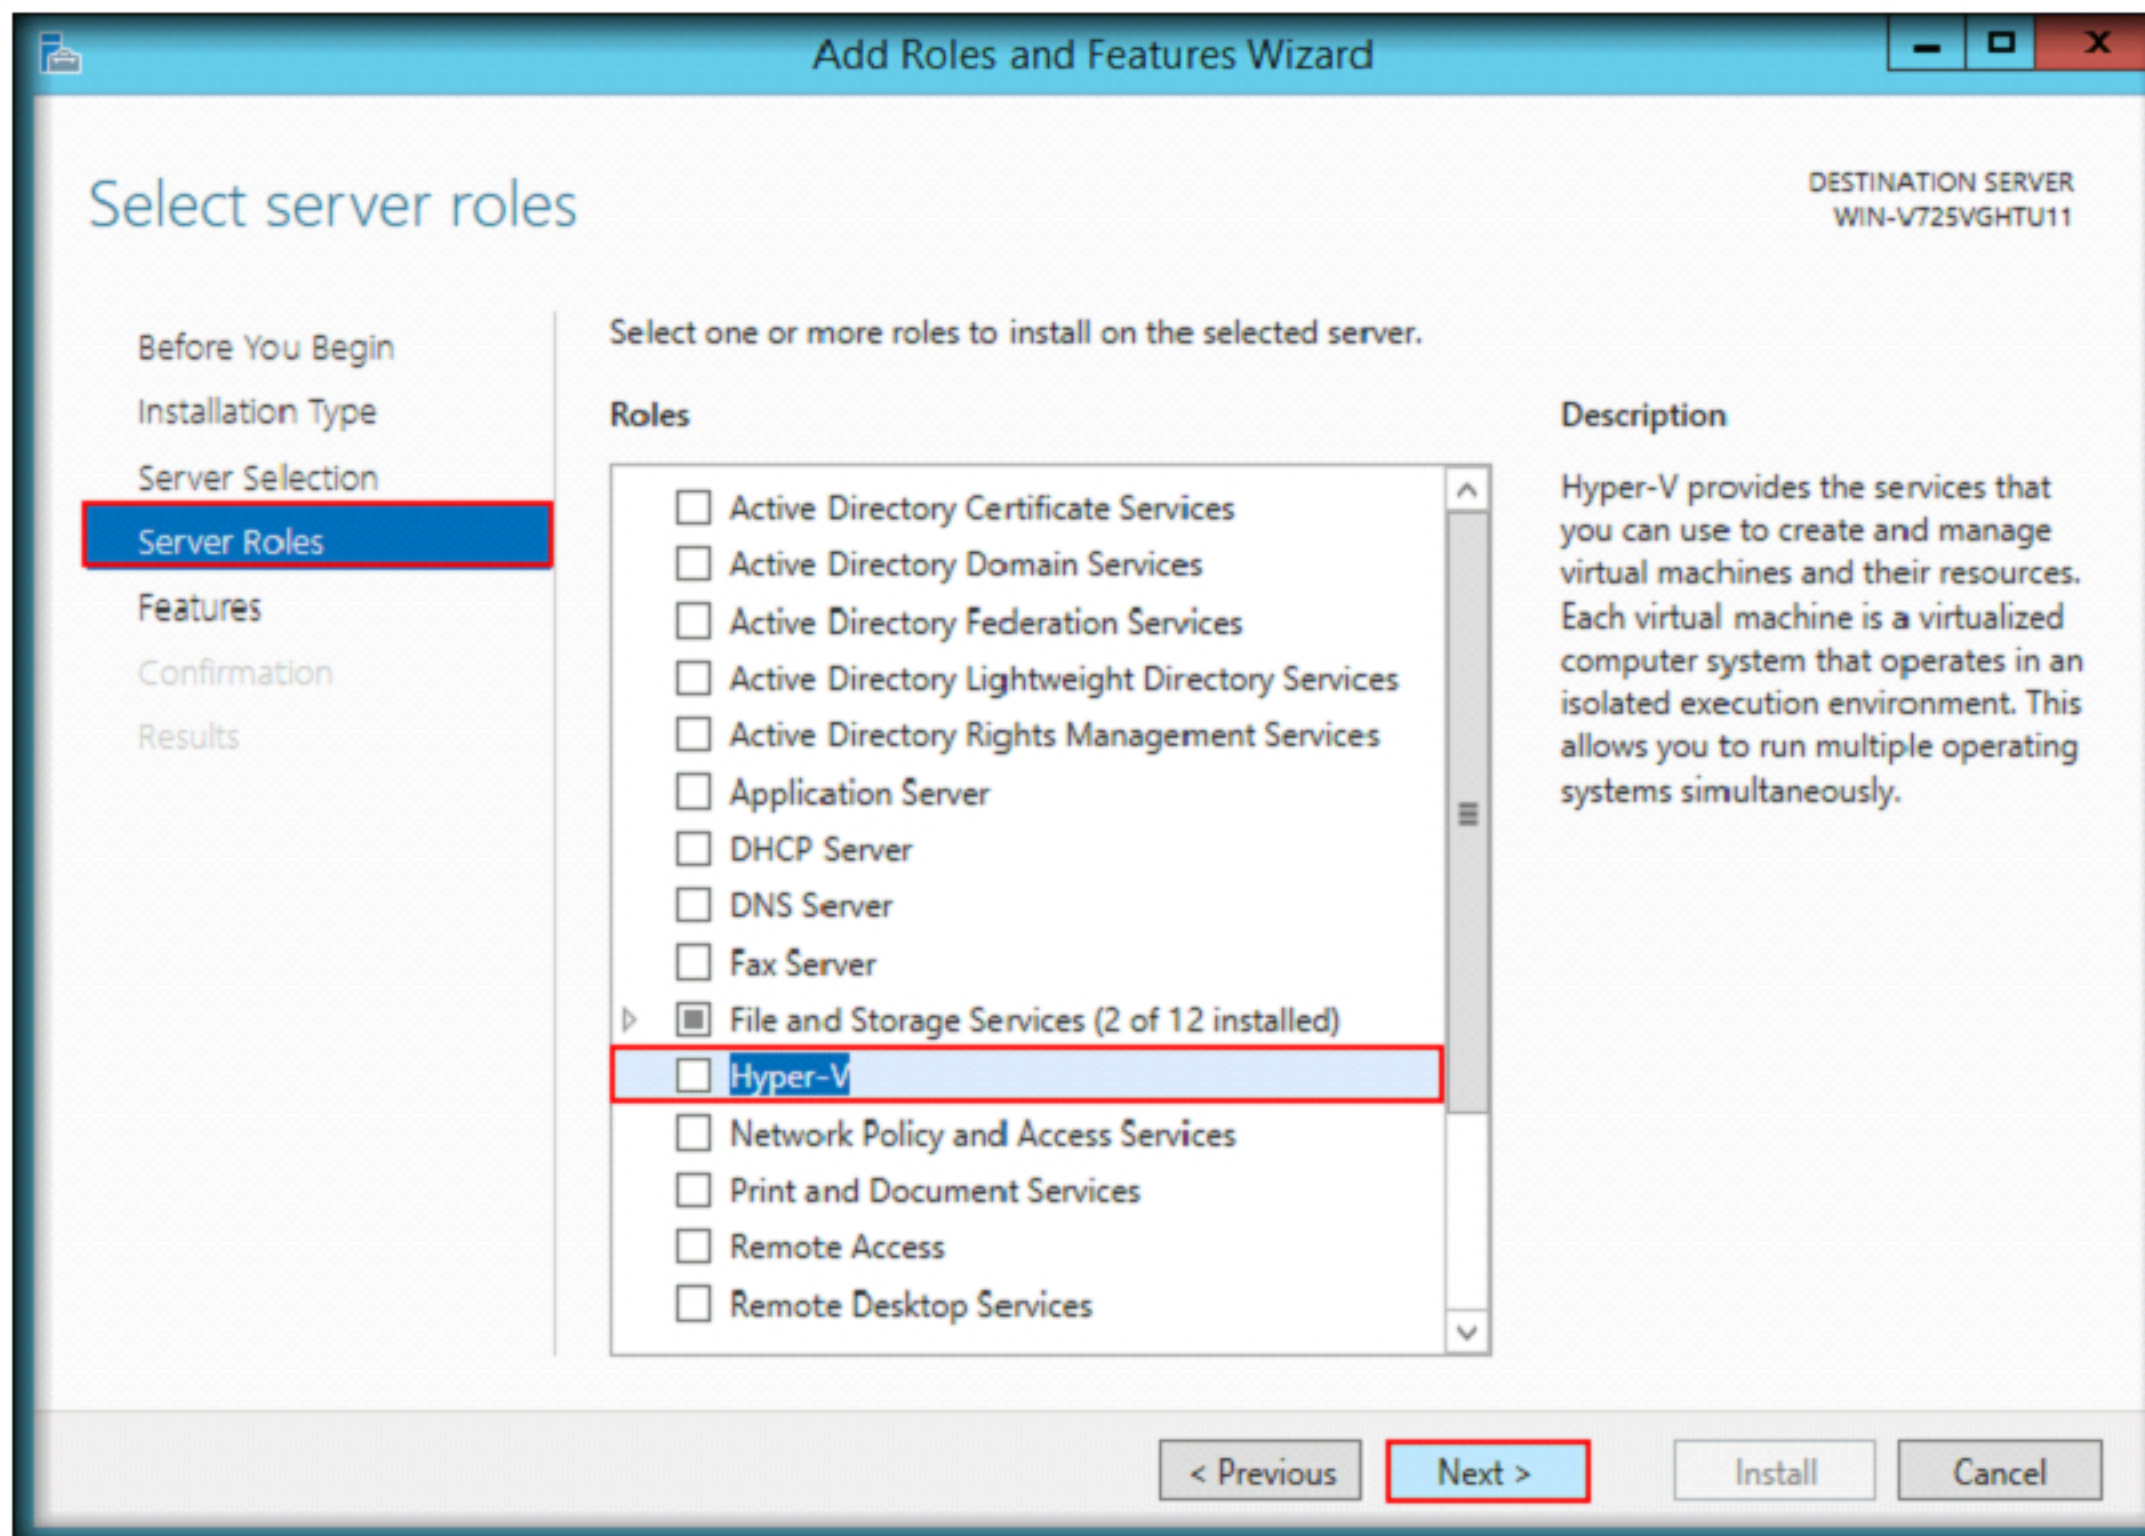 Add Roles and Features Wizard
Select server roles
DESTINATION SERVER
WIN-V725VGHTU11
Before You Begin
Installation Type
Server Selection
Server Roles
Features
Confirmation
Results
Select one or more roles to install on the selected server.
Roles
Active Directory Certificate Services
Active Directory Domain Services
Active Directory Federation Services
Active Directory Lightweight Directory Services
Active Directory Rights Management Services
Application Server
DHCP Server
DNS Server
Fax Server
File and Storage Services (2 of 12 installed)
Hyper-V
Network Policy and Access Services
Print and Document Services
Remote Access
Remote Desktop Services
Description
Hyper-V provides the services that
you can use to create and manage
virtual machines and their resources.
Each virtual machine is a virtualized
computer system that operates in an
isolated execution environment. This
allows you to run multiple operating
systems simultaneously.
< Previous
Next >
Install
Cancel